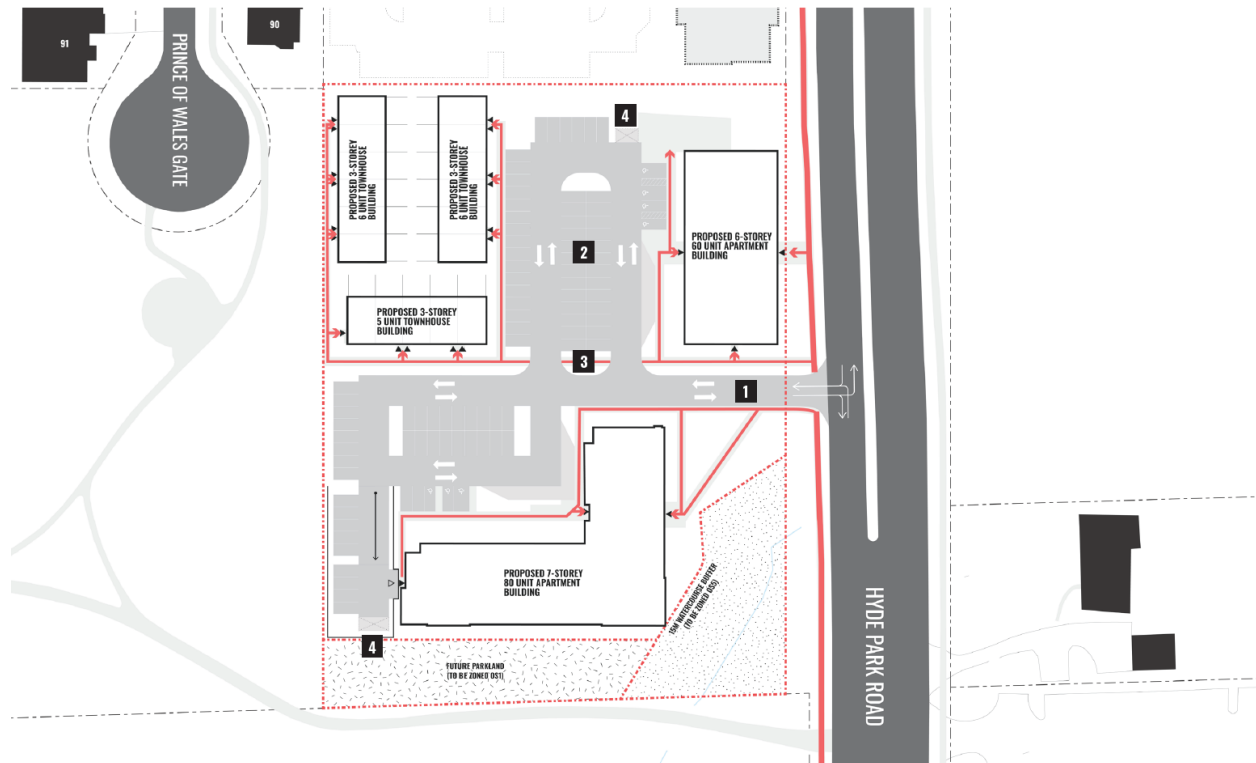 91
90
PRINCE OF WALES GATE
4
PROPOSED 3-STOREY
6 UNIT TOWNHOUSE
BUILDING
PROPOSED 3-STOREY
6 UNIT TOWNHOUSE
BUILDING
2
PROPOSED 6-STOREY
60 UNIT APARTMENT
BUILDING
PROPOSED 3-STOREY
5 UNIT TOWNHOUSE
BUILDING
3
1
PROPOSED 7-STOREY
80 UNIT APARTMENT
BUILDING
15M WATERCOURSE BUFFER
(TO BE ZONED OS5)
4
FUTURE PARKLAND
(TO BE ZONED OS1)
HYDE PARK ROAD